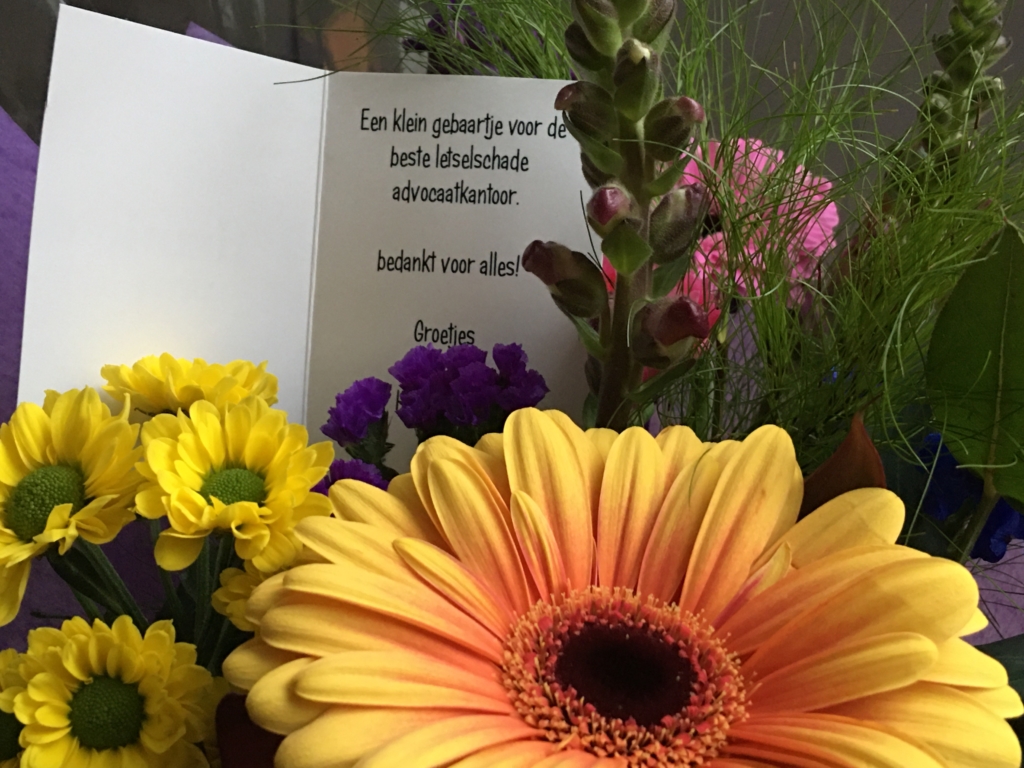 Een klein gebaartje voor de
beste letselschade
advocaatkantoor.
bedankt voor alles!
Groetjes